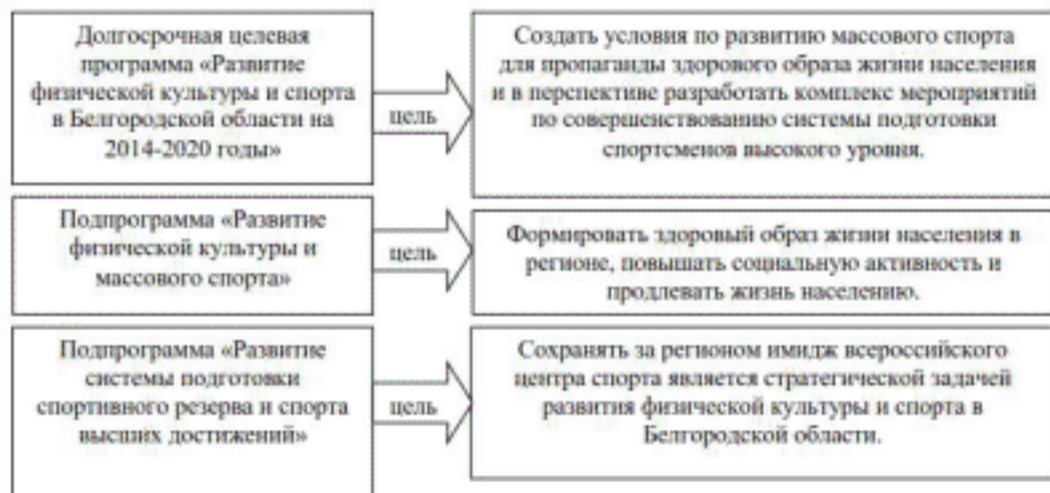 Долгосрочная целевая
программа «Развитие
физической культуры и спорта
в Белгородской области на
2014-2020 годы»
цель
Создать условия по развитию массового спорта
для пропаганды здорового образа жизни населения
и в перспективе разработать комплекс мероприятий
по совершенствованию системы подготовки
спортсменов высокого уровня.
Подпрограмма «Развитие
физической культуры и
массового спорта»
цель
Формировать здоровый образ жизни населения в
регионе, повышать социальную активность и
продлевать жизнь населению.
Подпрограмма «Развитие
системы подготовки
спортивного резерва и спорта
высших достижений»
цель
Сохранять за регионом имидж всероссийского
центра спорта является стратегической задачей
развития физической культуры и спорта в
Белгородской области.